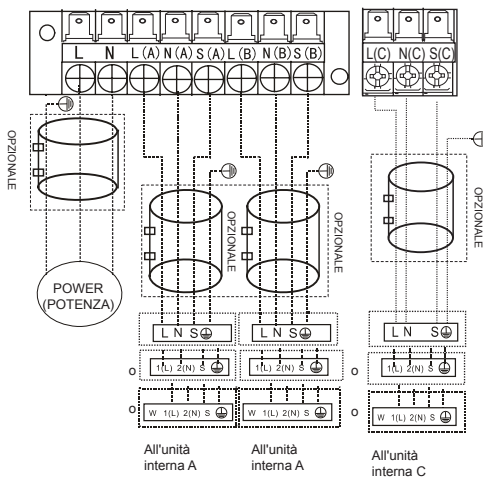 L N L(A) N(A) S(A) L(B) N(B) S(B)
L(C) N(C) S(C)
OPZIONALE
OPZIONALE
OPZIONALE
OPZIONALE
POWER
(POTENZA)
L N S
L N S
L N S
o 1(L) 2(N) S
1(L) 2(N) S
o 1(L) 2(N) S
o W 1(L) 2(N) S
W 1(L) 2(N) S
o W 1(L) 2(N) S
All'unità
interna A
All'unità
interna A
All'unità
interna C